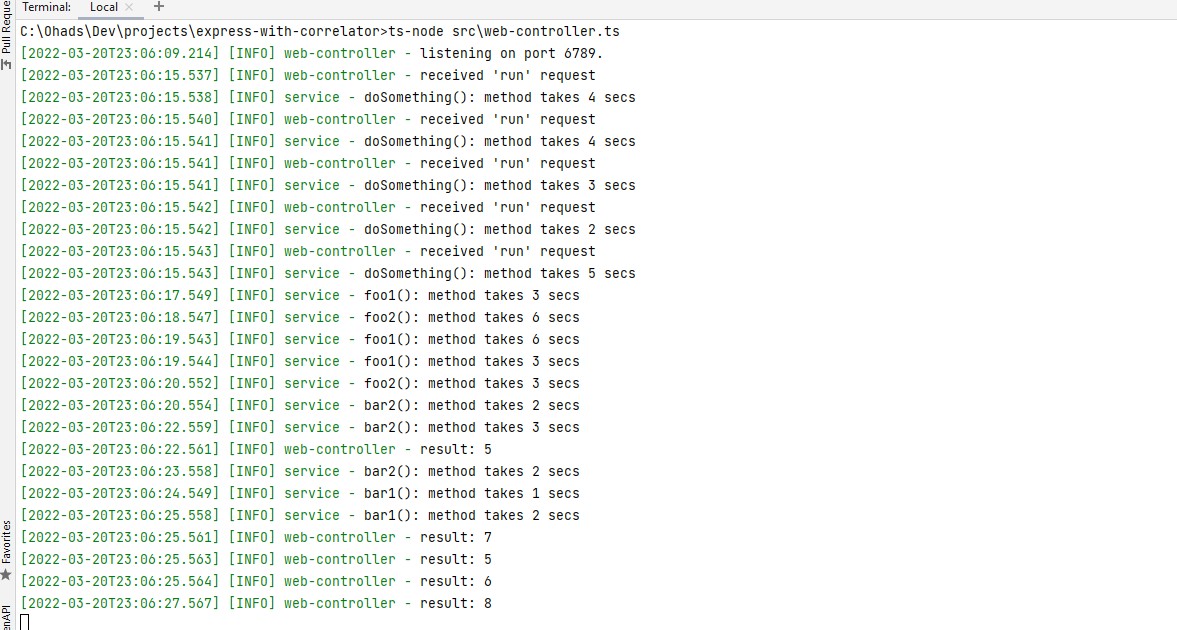 Terminal: Local × +
C:\Ohads\Dev\projects\express-with-correlator>ts-node src\web-controller.ts
[2022-03-20T23:06:09.214] [INFO] web-controller - listening on port 6789.
[2022-03-20T23:06:15.537] [INFO] web-controller - received 'run' request
[2022-03-20T23:06:15.538] [INFO] service - doSomething(): method takes 4 secs
[2022-03-20T23:06:15.540] [INFO] web-controller - received 'run' request
[2022-03-20T23:06:15.541] [INFO] service - doSomething(): method takes 4 secs
[2022-03-20T23:06:15.541] [INFO] web-controller - received 'run' request
[2022-03-20T23:06:15.541] [INFO] service - doSomething(): method takes 3 secs
[2022-03-20T23:06:15.542] [INFO] web-controller - received 'run' request
[2022-03-20T23:06:15.542] [INFO] service - doSomething(): method takes 2 secs
[2022-03-20T23:06:15.543] [INFO] web-controller - received 'run' request
[2022-03-20T23:06:15.543] [INFO] service - doSomething(): method takes 5 secs
[2022-03-20T23:06:17.549] [INFO] service - foo1(): method takes 3 secs
[2022-03-20T23:06:18.547] [INFO] service - foo2(): method takes 6 secs
[2022-03-20T23:06:19.543] [INFO] service - foo1(): method takes 6 secs
[2022-03-20T23:06:19.544] [INFO] service - foo1(): method takes 3 secs
[2022-03-20T23:06:20.552] [INFO] service - foo2(): method takes 3 secs
[2022-03-20T23:06:20.554] [INFO] service - bar2(): method takes 2 secs
[2022-03-20T23:06:22.559] [INFO] service - bar2(): method takes 3 secs
[2022-03-20T23:06:22.561] [INFO] web-controller - result: 5
[2022-03-20T23:06:23.558] [INFO] service - bar2(): method takes 2 secs
[2022-03-20T23:06:24.549] [INFO] service - bar1(): method takes 1 secs
[2022-03-20T23:06:25.558] [INFO] service - bar1(): method takes 2 secs
[2022-03-20T23:06:25.561] [INFO] web-controller - result: 7
[2022-03-20T23:06:25.563] [INFO] web-controller - result: 5
[2022-03-20T23:06:25.564] [INFO] web-controller - result: 6
[2022-03-20T23:06:27.567] [INFO] web-controller - result: 8
Pull Reque
Favorites
enAPI